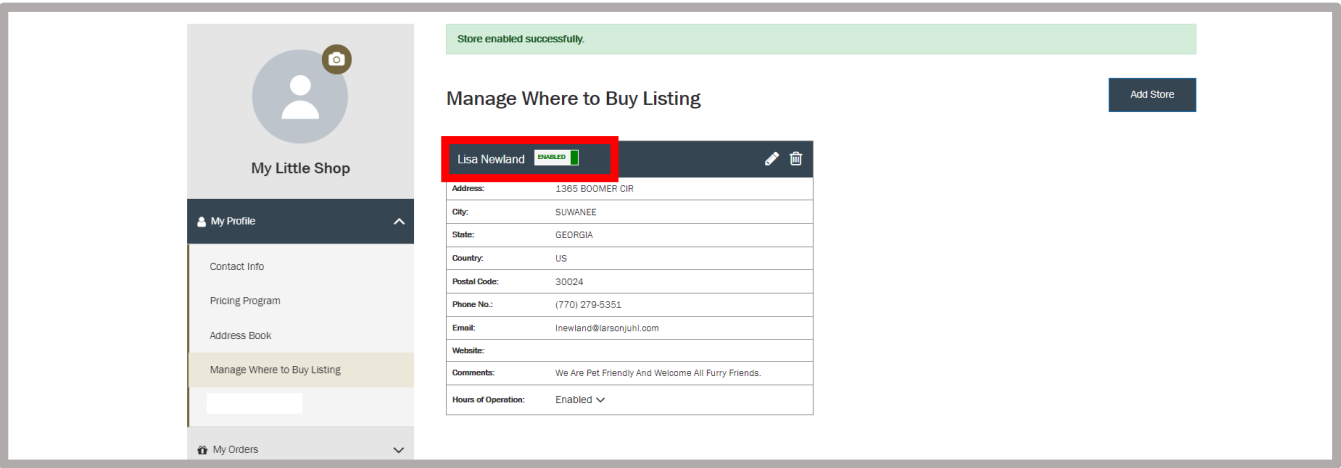 Store enabled successfully.
Manage Where to Buy Listing
Add Store
My Little Shop
My Profile
Contact Info
Pricing Program
Address Book
Manage Where to Buy Listing
My Orders
Lisa Newland ENABLED
Address: 1365 BOOMER CIR
City: SUWANEE
State: GEORGIA
Country: US
Postal Code: 30024
Phone No.: (770) 279-5351
Email: lnewland@larsonjuhl.com
Website:
Comments: We Are Pet Friendly And Welcome All Furry Friends.
Hours of Operation: Enabled